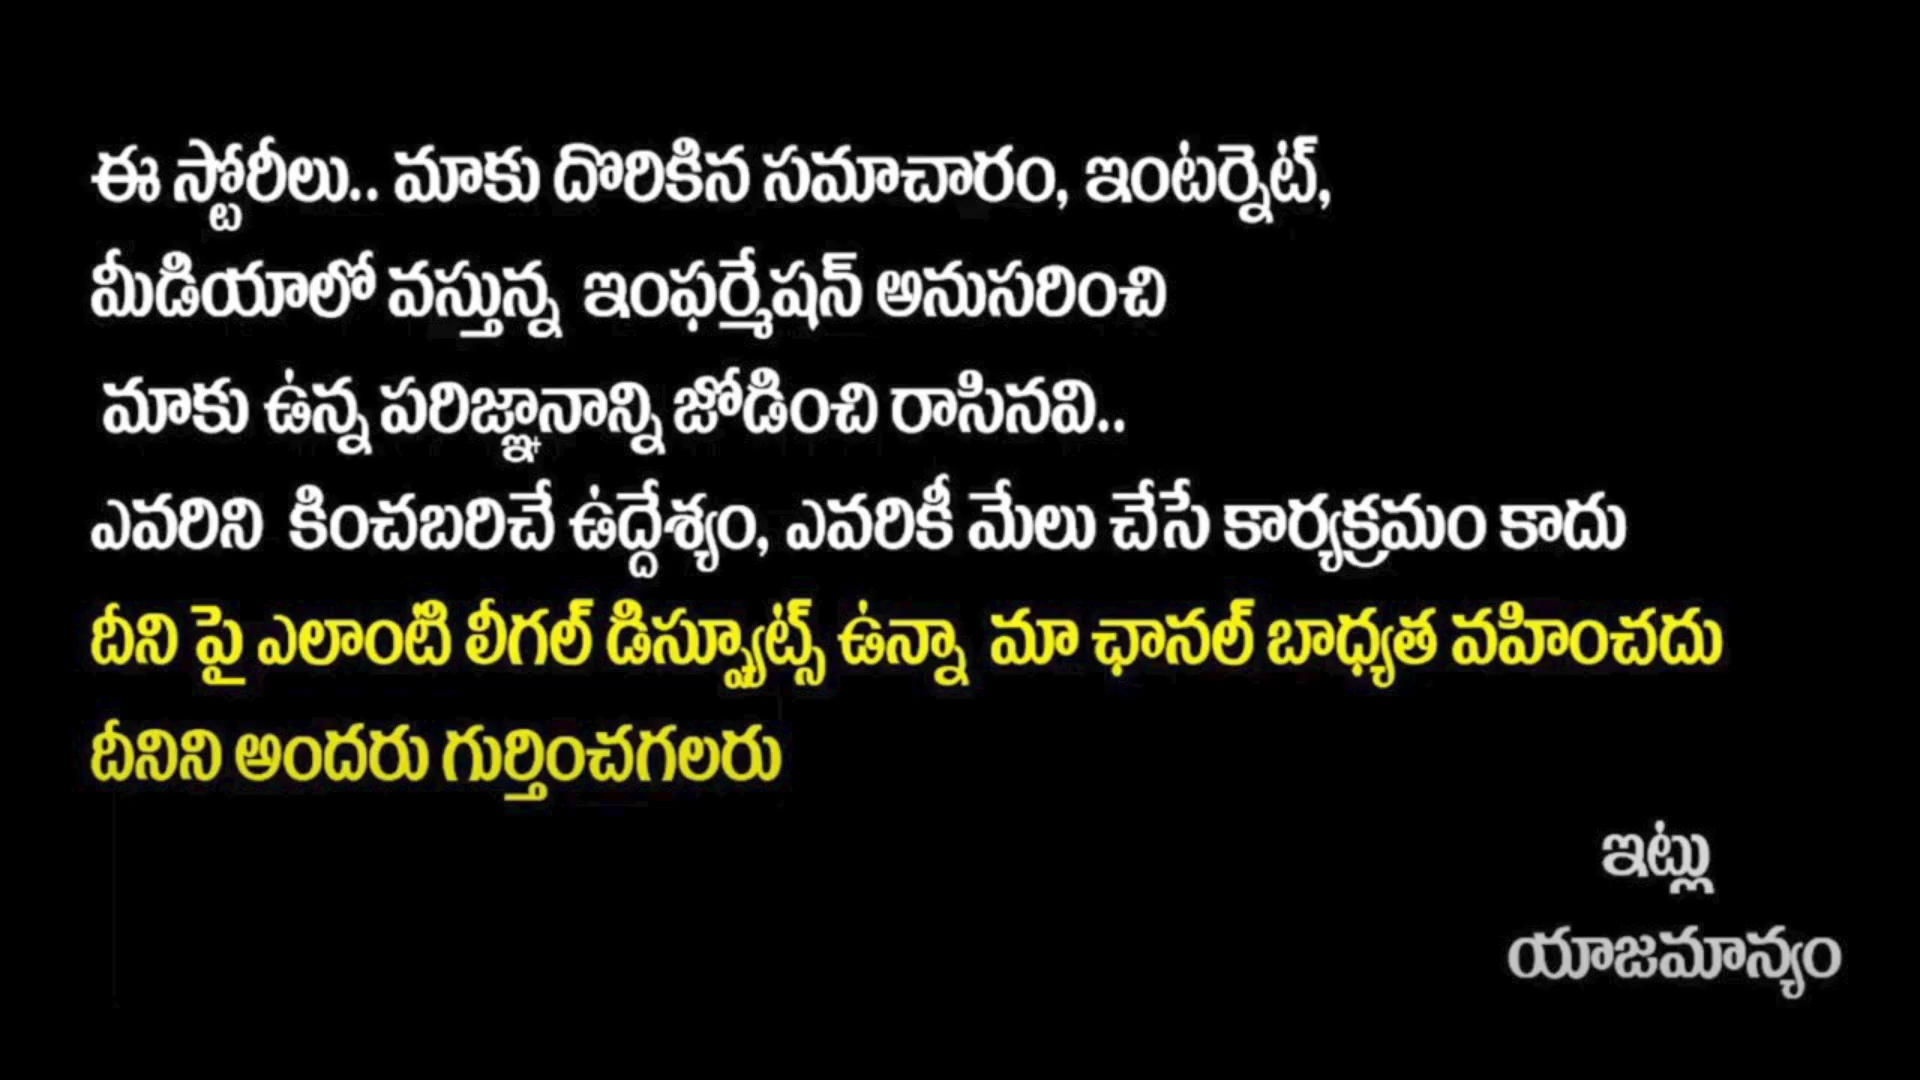 ఈ స్టోరీలు.. మాకు దొరికిన సమాచారం, ఇంటర్నెట్,
మీడియాలో వస్తున్న ఇంఫర్మేషన్ అనుసరించి
మాకు ఉన్న పరిజ్ఞానాన్ని జోడించి రాసినవి..
ఎవరిని కించబరిచే ఉద్దేశ్యం, ఎవరికీ మేలు చేసే కార్యక్రమం కాదు
దీని పై ఎలాంటి లీగల్ డిస్ప్యూట్స్ ఉన్నా మా ఛానల్ బాధ్యత వహించదు
దీనిని అందరు గుర్తించగలరు
ఇట్లు
యాజమాన్యం